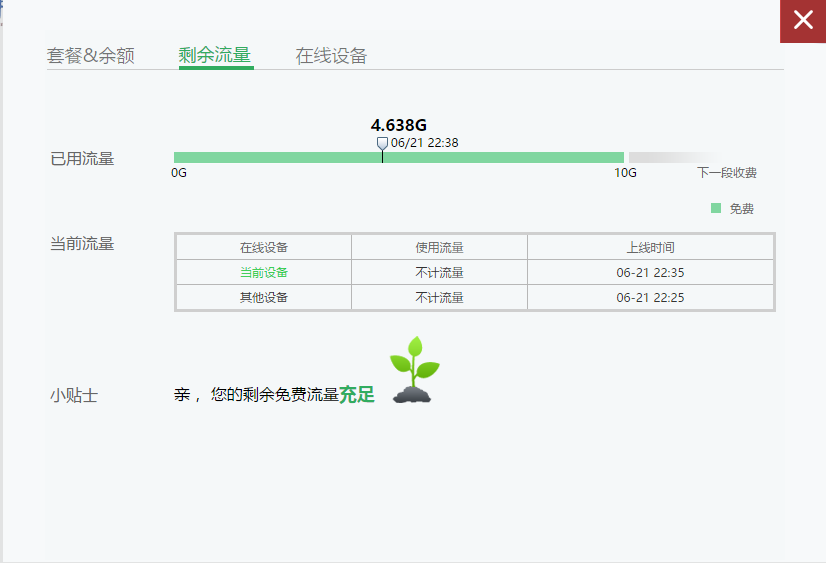 套餐&余额 剩余流量 在线设备
4.638G
06/21 22:38
已用流量
0G 10G 下一段收费
免费
当前流量
在线设备 使用流量 上线时间
当前设备 不计流量 06-21 22:35
其他设备 不计流量 06-21 22:25
小贴士 亲，您的剩余免费流量充足